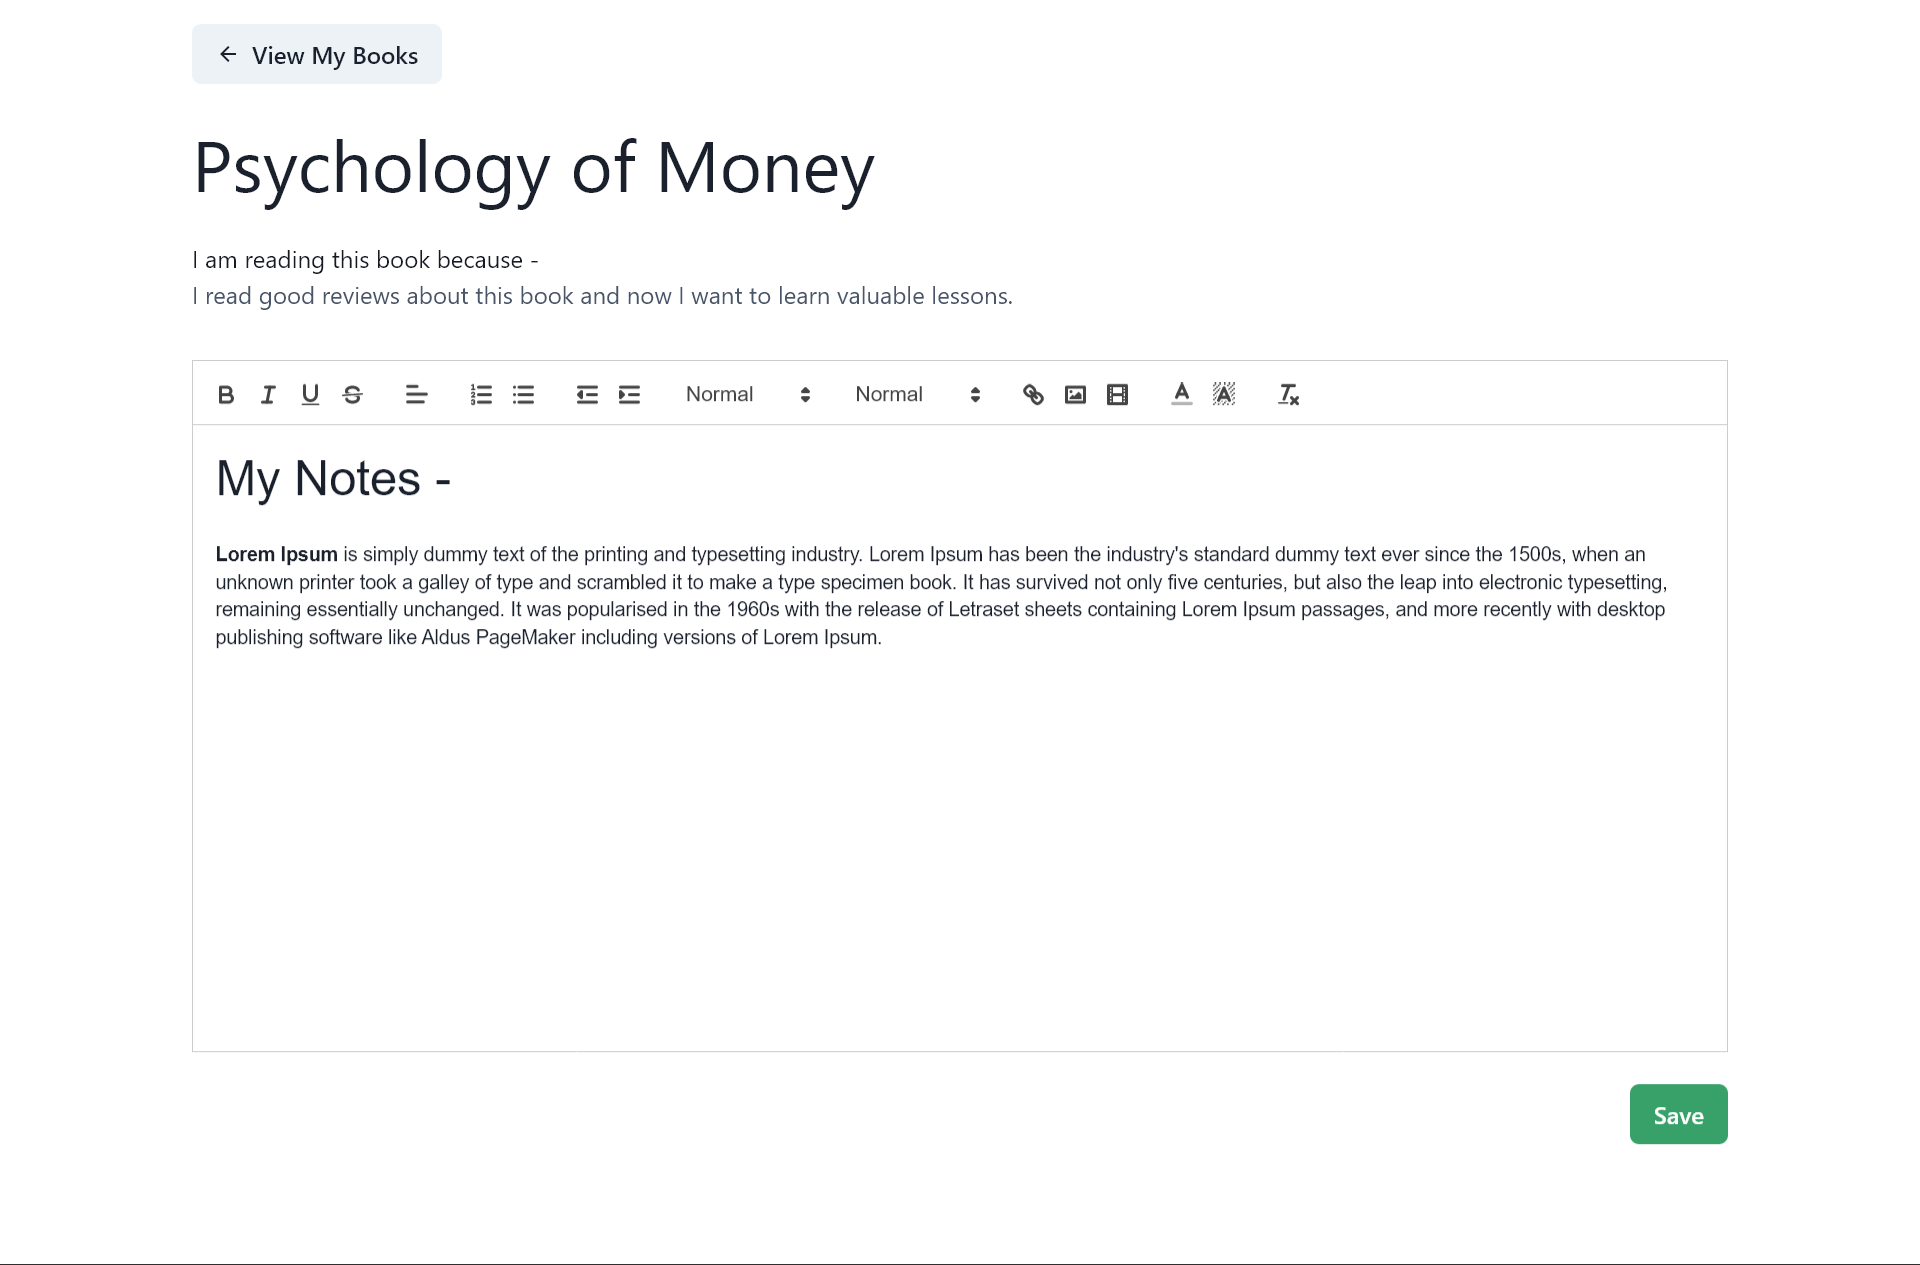 View My Books
Psychology of Money
I am reading this book because -
I read good reviews about this book and now I want to learn valuable lessons.
Normal Normal
My Notes -
Lorem Ipsum is simply dummy text of the printing and typesetting industry. Lorem Ipsum has been the industry's standard dummy text ever since the 1500s, when an
unknown printer took a galley of type and scrambled it to make a type specimen book. It has survived not only five centuries, but also the leap into electronic typesetting,
remaining essentially unchanged. It was popularised in the 1960s with the release of Letraset sheets containing Lorem Ipsum passages, and more recently with desktop
publishing software like Aldus PageMaker including versions of Lorem Ipsum.
Save